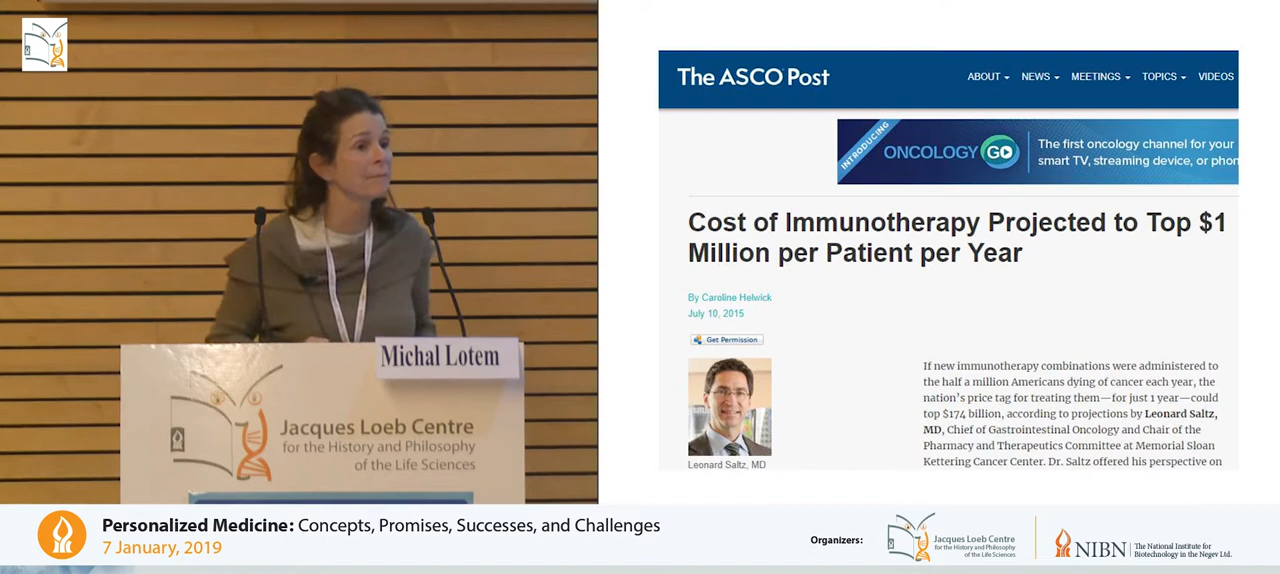 Michal Lotem
Jacques Loeb Centre
for the History and Philosophy
of the Life Sciences
The ASCO Post
ABOUT NEWS MEETINGS TOPICS VIDEOS
INTRODUCING
ONCOLOGY GO
The first oncology channel for your
smart TV, streaming device, or phon
Cost of Immunotherapy Projected to Top $1
Million per Patient per Year
By Caroline Helwick
July 10, 2015
Get Permission
Leonard Saltz, MD
If new immunotherapy combinations were administered to
the half a million Americans dying of cancer each year, the
nation's price tag for treating them—for just 1 year—could
top $174 billion, according to projections by Leonard Saltz,
MD, Chief of Gastrointestinal Oncology and Chair of the
Pharmacy and Therapeutics Committee at Memorial Sloan
Kettering Cancer Center. Dr. Saltz offered his perspective on
Personalized Medicine: Concepts, Promises, Successes, and Challenges
7 January, 2019
Organizers:
Jacques Loeb Centre
for the History and Philosophy
of the Life Sciences
NIBN
The National Institute for
Biotechnology in the Negev Ltd.